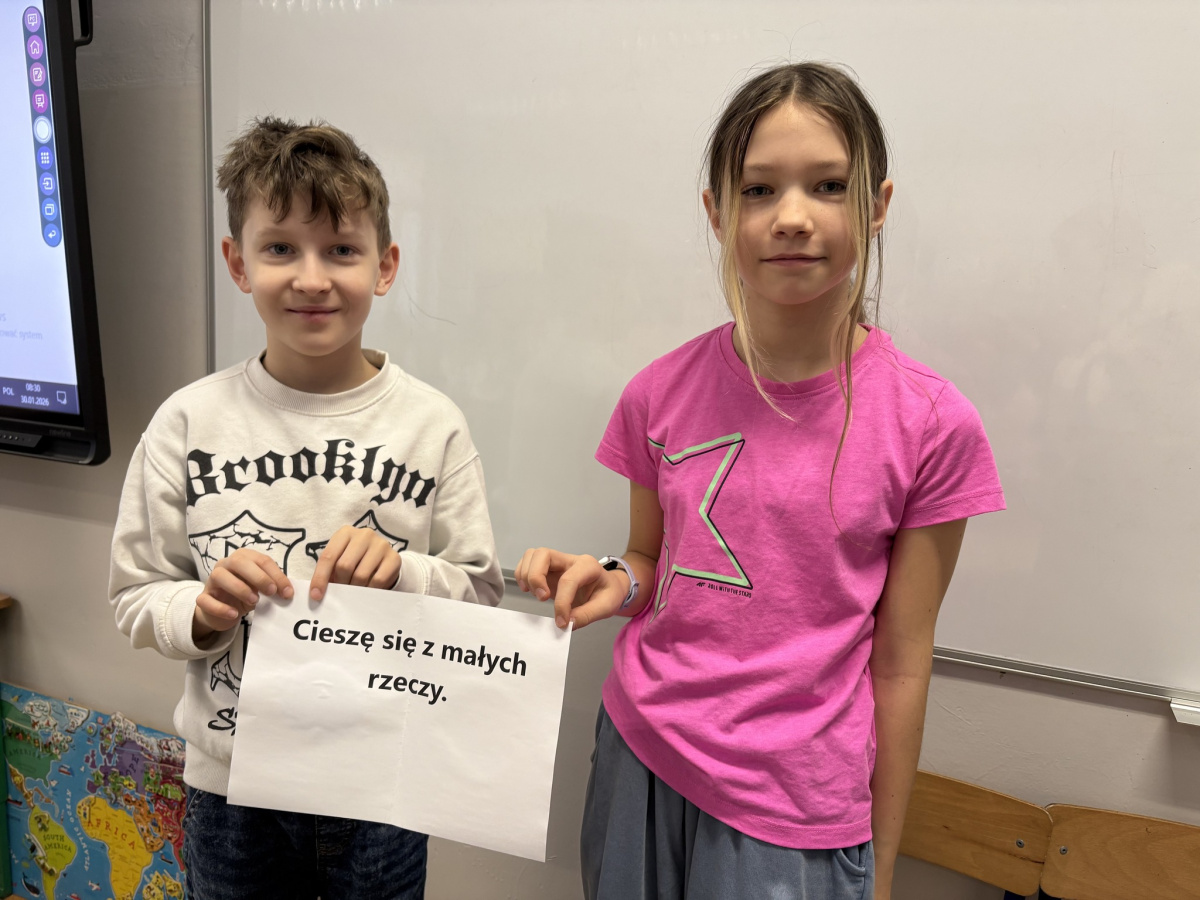 POL
08:30
30.01.2026
Brooklyn
Cieszę się z małych
rzeczy.
SOUTH
AMERICA
AFRICA